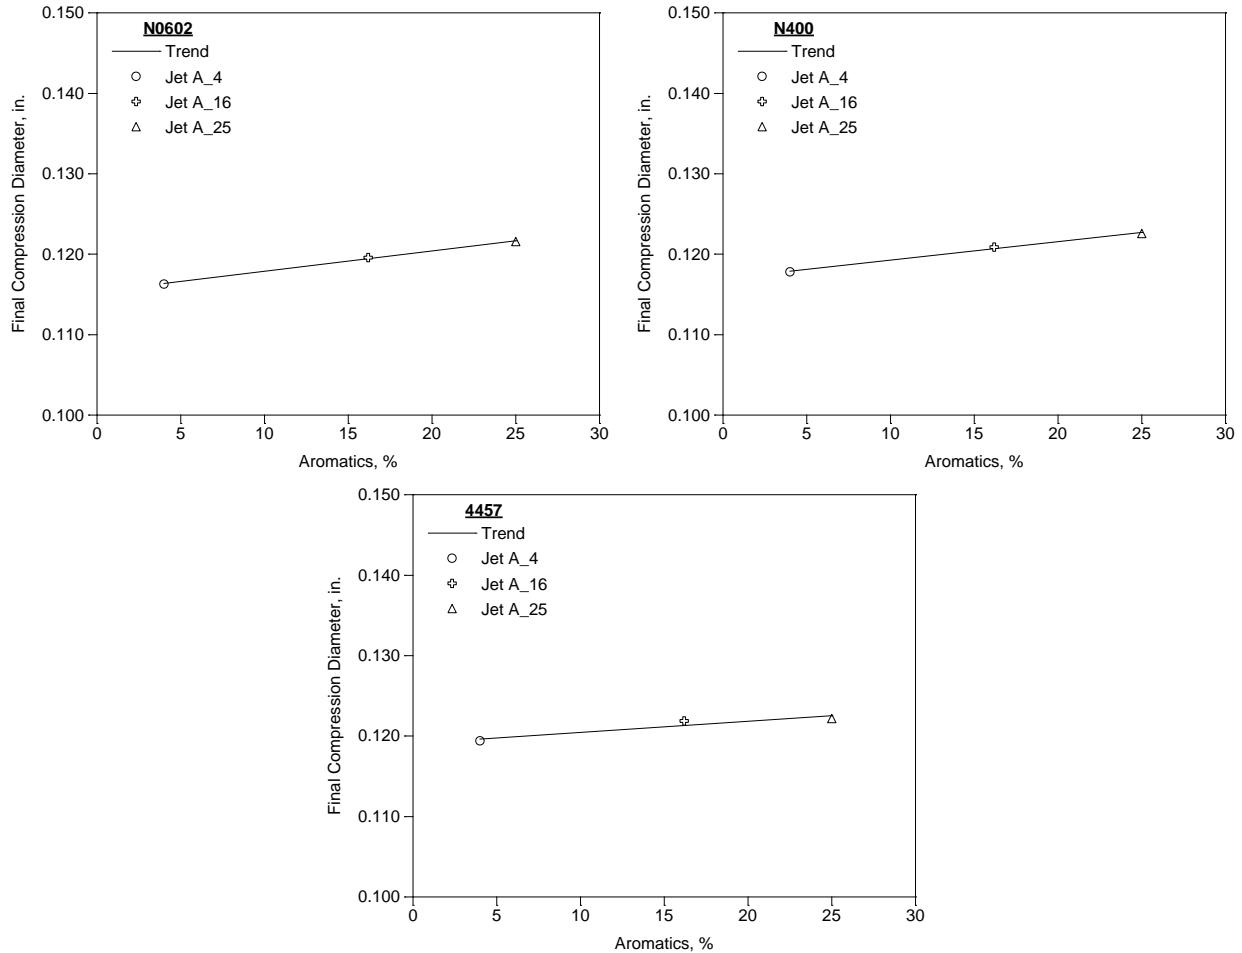 N0602
Trend
Jet A_4
Jet A_16
Jet A_25
Final Compression Diameter, in.
0.150
0.140
0.130
0.120
0.110
0.100
0 5 10 15 20 25 30
Aromatics, %
N400
Trend
Jet A_4
Jet A_16
Jet A_25
Final Compression Diameter, in.
0.150
0.140
0.130
0.120
0.110
0.100
0 5 10 15 20 25 30
Aromatics, %
4457
Trend
Jet A_4
Jet A_16
Jet A_25
Final Compression Diameter, in.
0.150
0.140
0.130
0.120
0.110
0.100
0 5 10 15 20 25 30
Aromatics, %